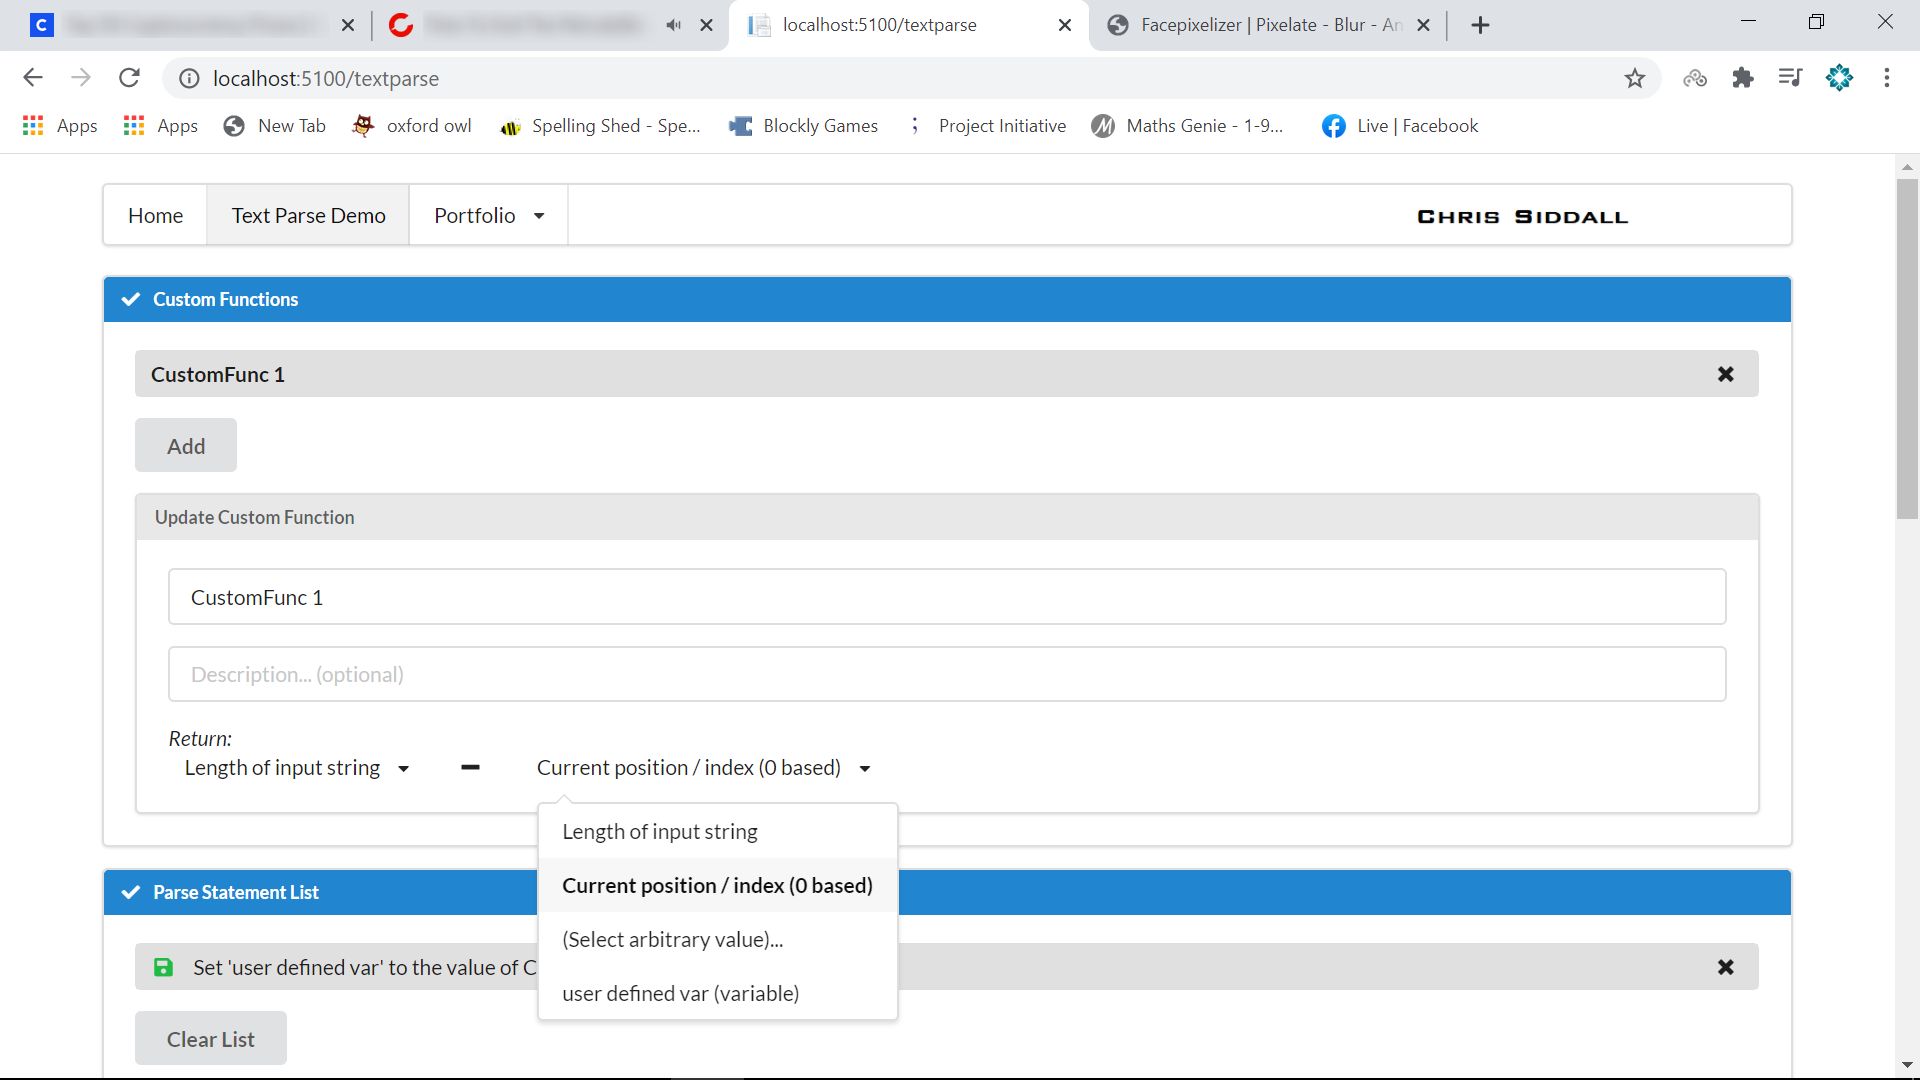 localhost:5100/textparse
Facepixelizer | Pixelate - Blur - An
localhost:5100/textparse
Apps Apps New Tab oxford owl Spelling Shed - Spe... Blockly Games Project Initiative Maths Genie - 1-9... Live | Facebook
Home Text Parse Demo Portfolio CHRIS SIDDALL
Custom Functions
CustomFunc 1
Add
Update Custom Function
CustomFunc 1
Description... (optional)
Return:
Length of input string Current position / index (0 based)
Length of input string
Current position / index (0 based)
(Select arbitrary value)...
user defined var (variable)
Parse Statement List
Set 'user defined var' to the value of C
Clear List